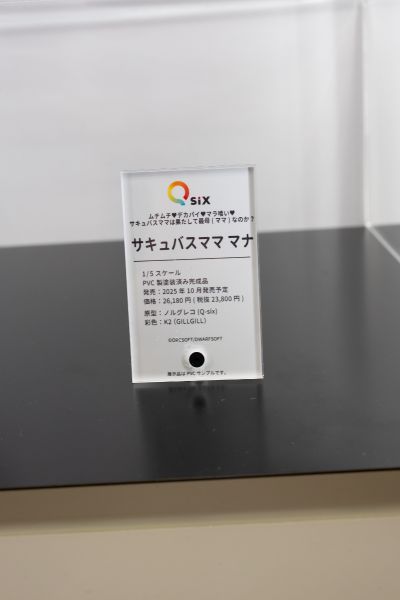 Q siX
ムチムチ♥デカパイ♥マラ喰い♥
サキュバスママは果たして最母(ママ)なのか？
サキュバスママ マナ
1/5 スケール
PVC 製塗装済み完成品
発売：2025 年 10 月発売予定
価格：26,180 円 ( 税抜 23,800 円 )
原型：ノルグレコ (Q-six)
彩色：K2 (GILLGILL)
©ORCSOFT/DWARFSOFT
展示品は PVC サンプルです。